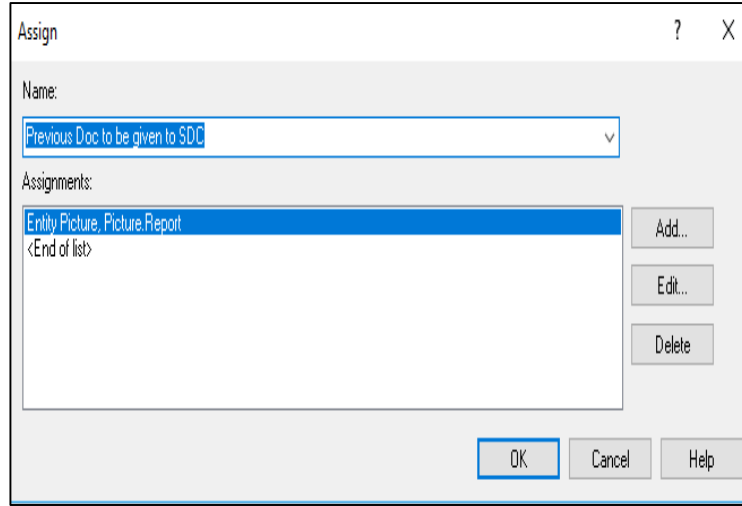 Assign
?
X
Name:
Previous Doc to be given to SDC
Assignments:
Entity Picture, Picture.Report
<End of list>
Add...
Edit...
Delete
OK
Cancel
Help